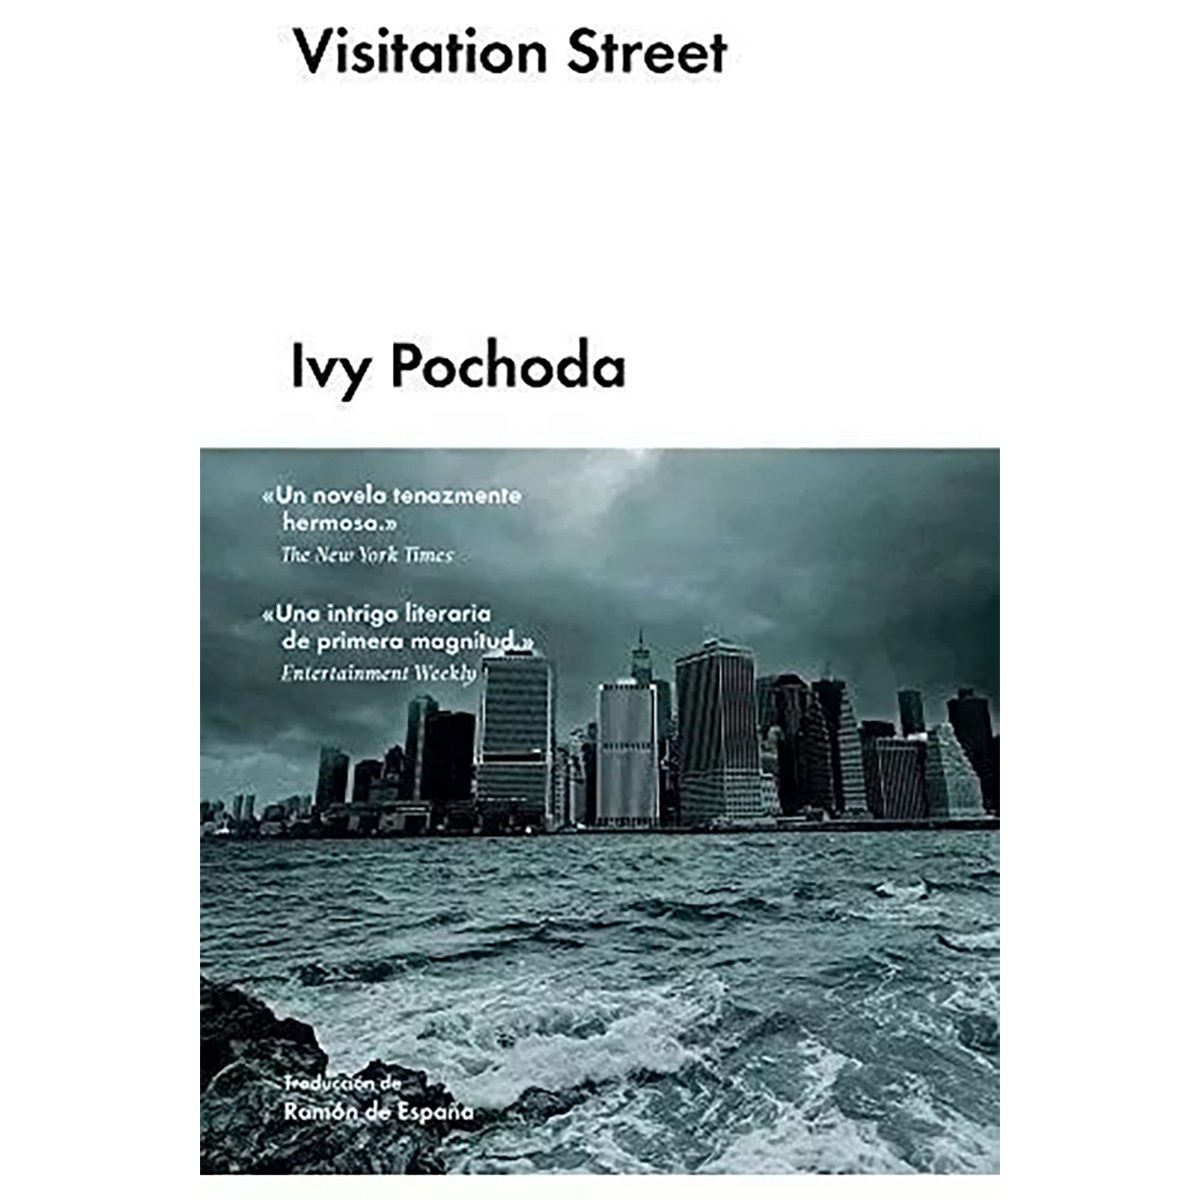 Visitation Street
Ivy Pochoda
«Un novela tenazmente
hermosa.»
The New York Times
«Una intriga literaria
de primera magnitud.»
Entertainment Weekly
Traducción de
Ramón de España